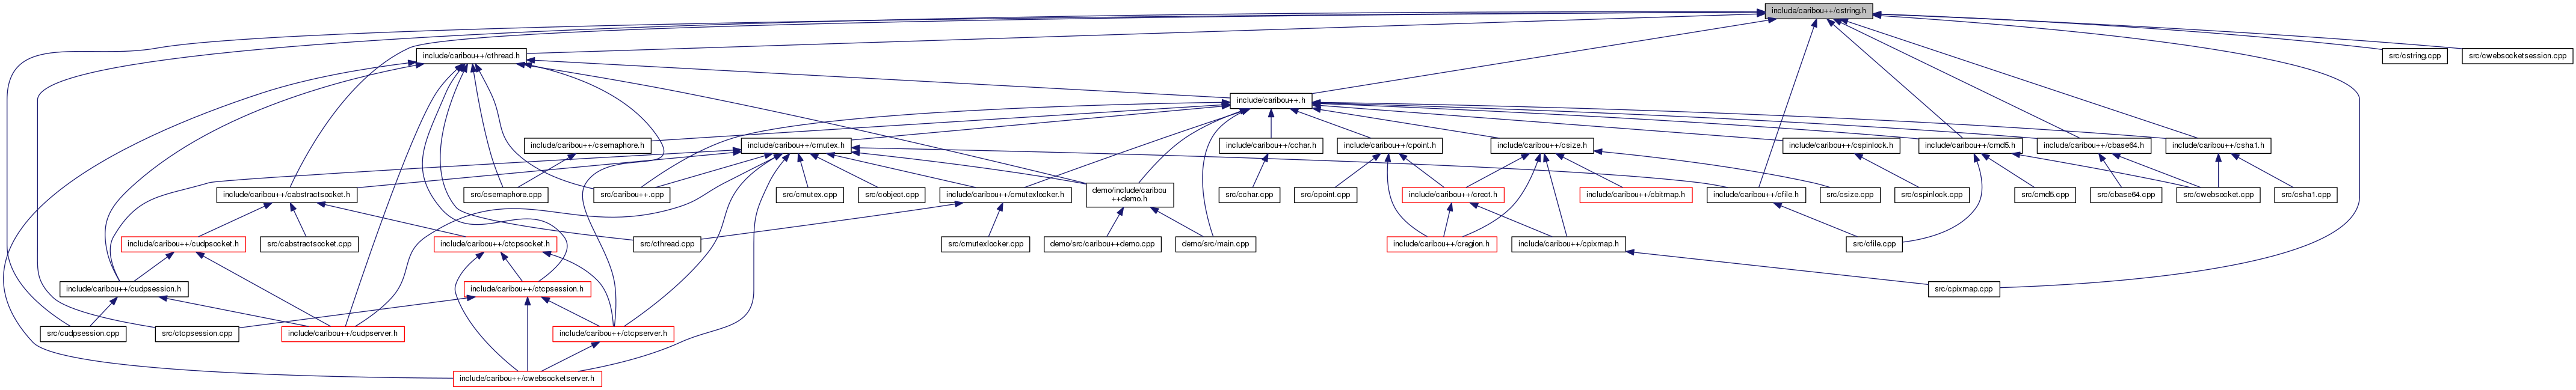 include/caribou++/cstring.h
include/caribou++/cthread.h
src/cstring.cpp
src/cwebsocketsession.cpp
include/caribou++.h
include/caribou++/csemaphore.h
include/caribou++/cmutex.h
include/caribou++/cchar.h
include/caribou++/cpoint.h
include/caribou++/csize.h
include/caribou++/cspinlock.h
include/caribou++/cmd5.h
include/caribou++/cbase64.h
include/caribou++/csha1.h
include/caribou++/cabstractsocket.h
src/csemaphore.cpp
src/caribou++.cpp
src/cmutex.cpp
src/cobject.cpp
include/caribou++/cmutexlocker.h
demo/include/caribou
++demo.h
src/cchar.cpp
src/cpoint.cpp
include/caribou++/crect.h
include/caribou++/cbitmap.h
include/caribou++/cfile.h
src/csize.cpp
src/cspinlock.cpp
src/cmd5.cpp
src/cbase64.cpp
src/cwebsocket.cpp
src/csha1.cpp
include/caribou++/cudpsocket.h
src/cabstractsocket.cpp
include/caribou++/ctcpsocket.h
src/cthread.cpp
src/cmutexlocker.cpp
demo/src/caribou++demo.cpp
demo/src/main.cpp
include/caribou++/cregion.h
include/caribou++/cpixmap.h
src/cfile.cpp
include/caribou++/cudpsession.h
include/caribou++/ctcpsession.h
src/cpixmap.cpp
src/cudpsession.cpp
src/ctcpsession.cpp
include/caribou++/cudpserver.h
include/caribou++/ctcpserver.h
include/caribou++/cwebsocketserver.h